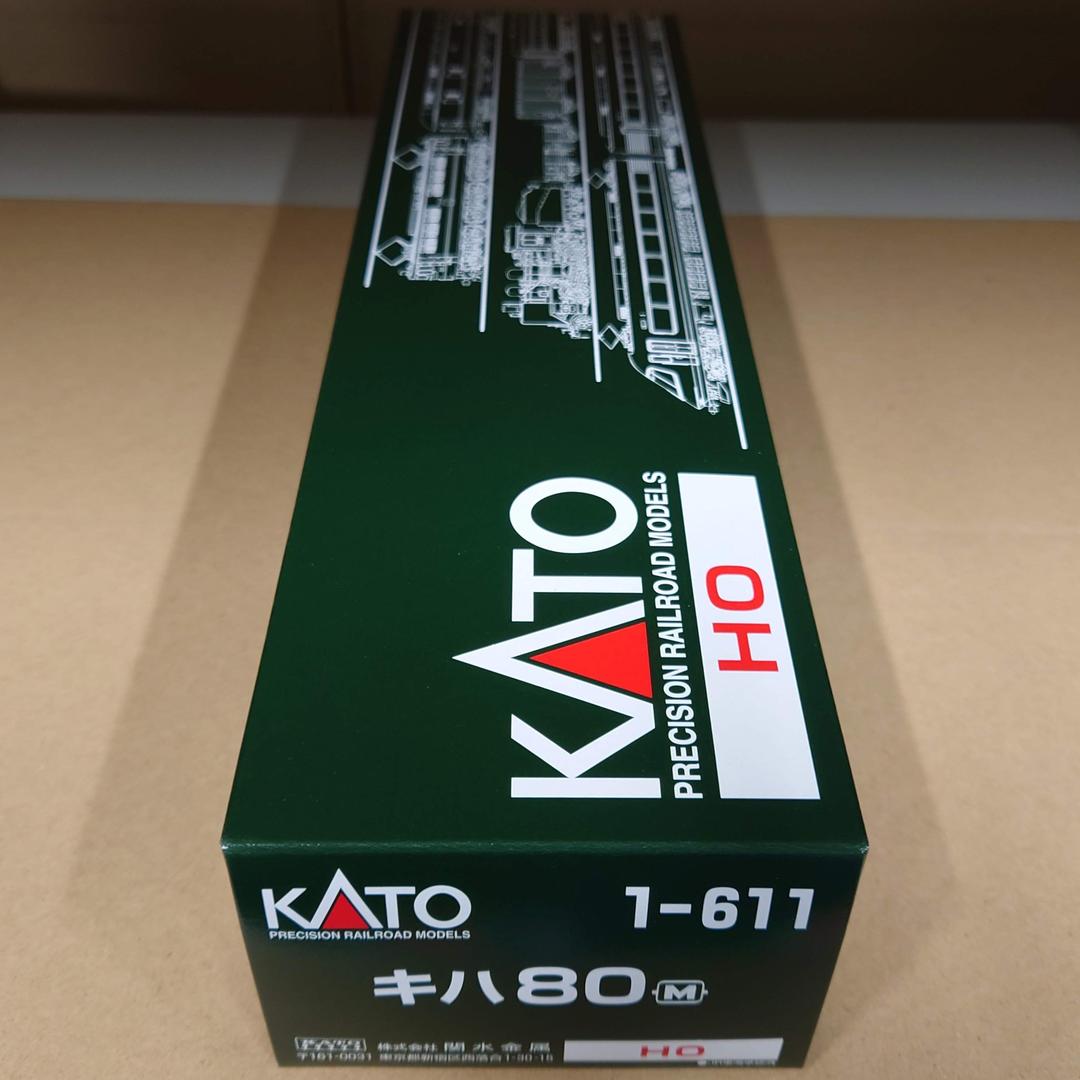 KATO
PRECISION RAILROAD MODELS
HO
KATO
PRECISION RAILROAD MODELS
1-611
キハ80 M
KATO
株式会社 関水金属
〒161-0031 東京都新宿区西落合1-30-15
HO